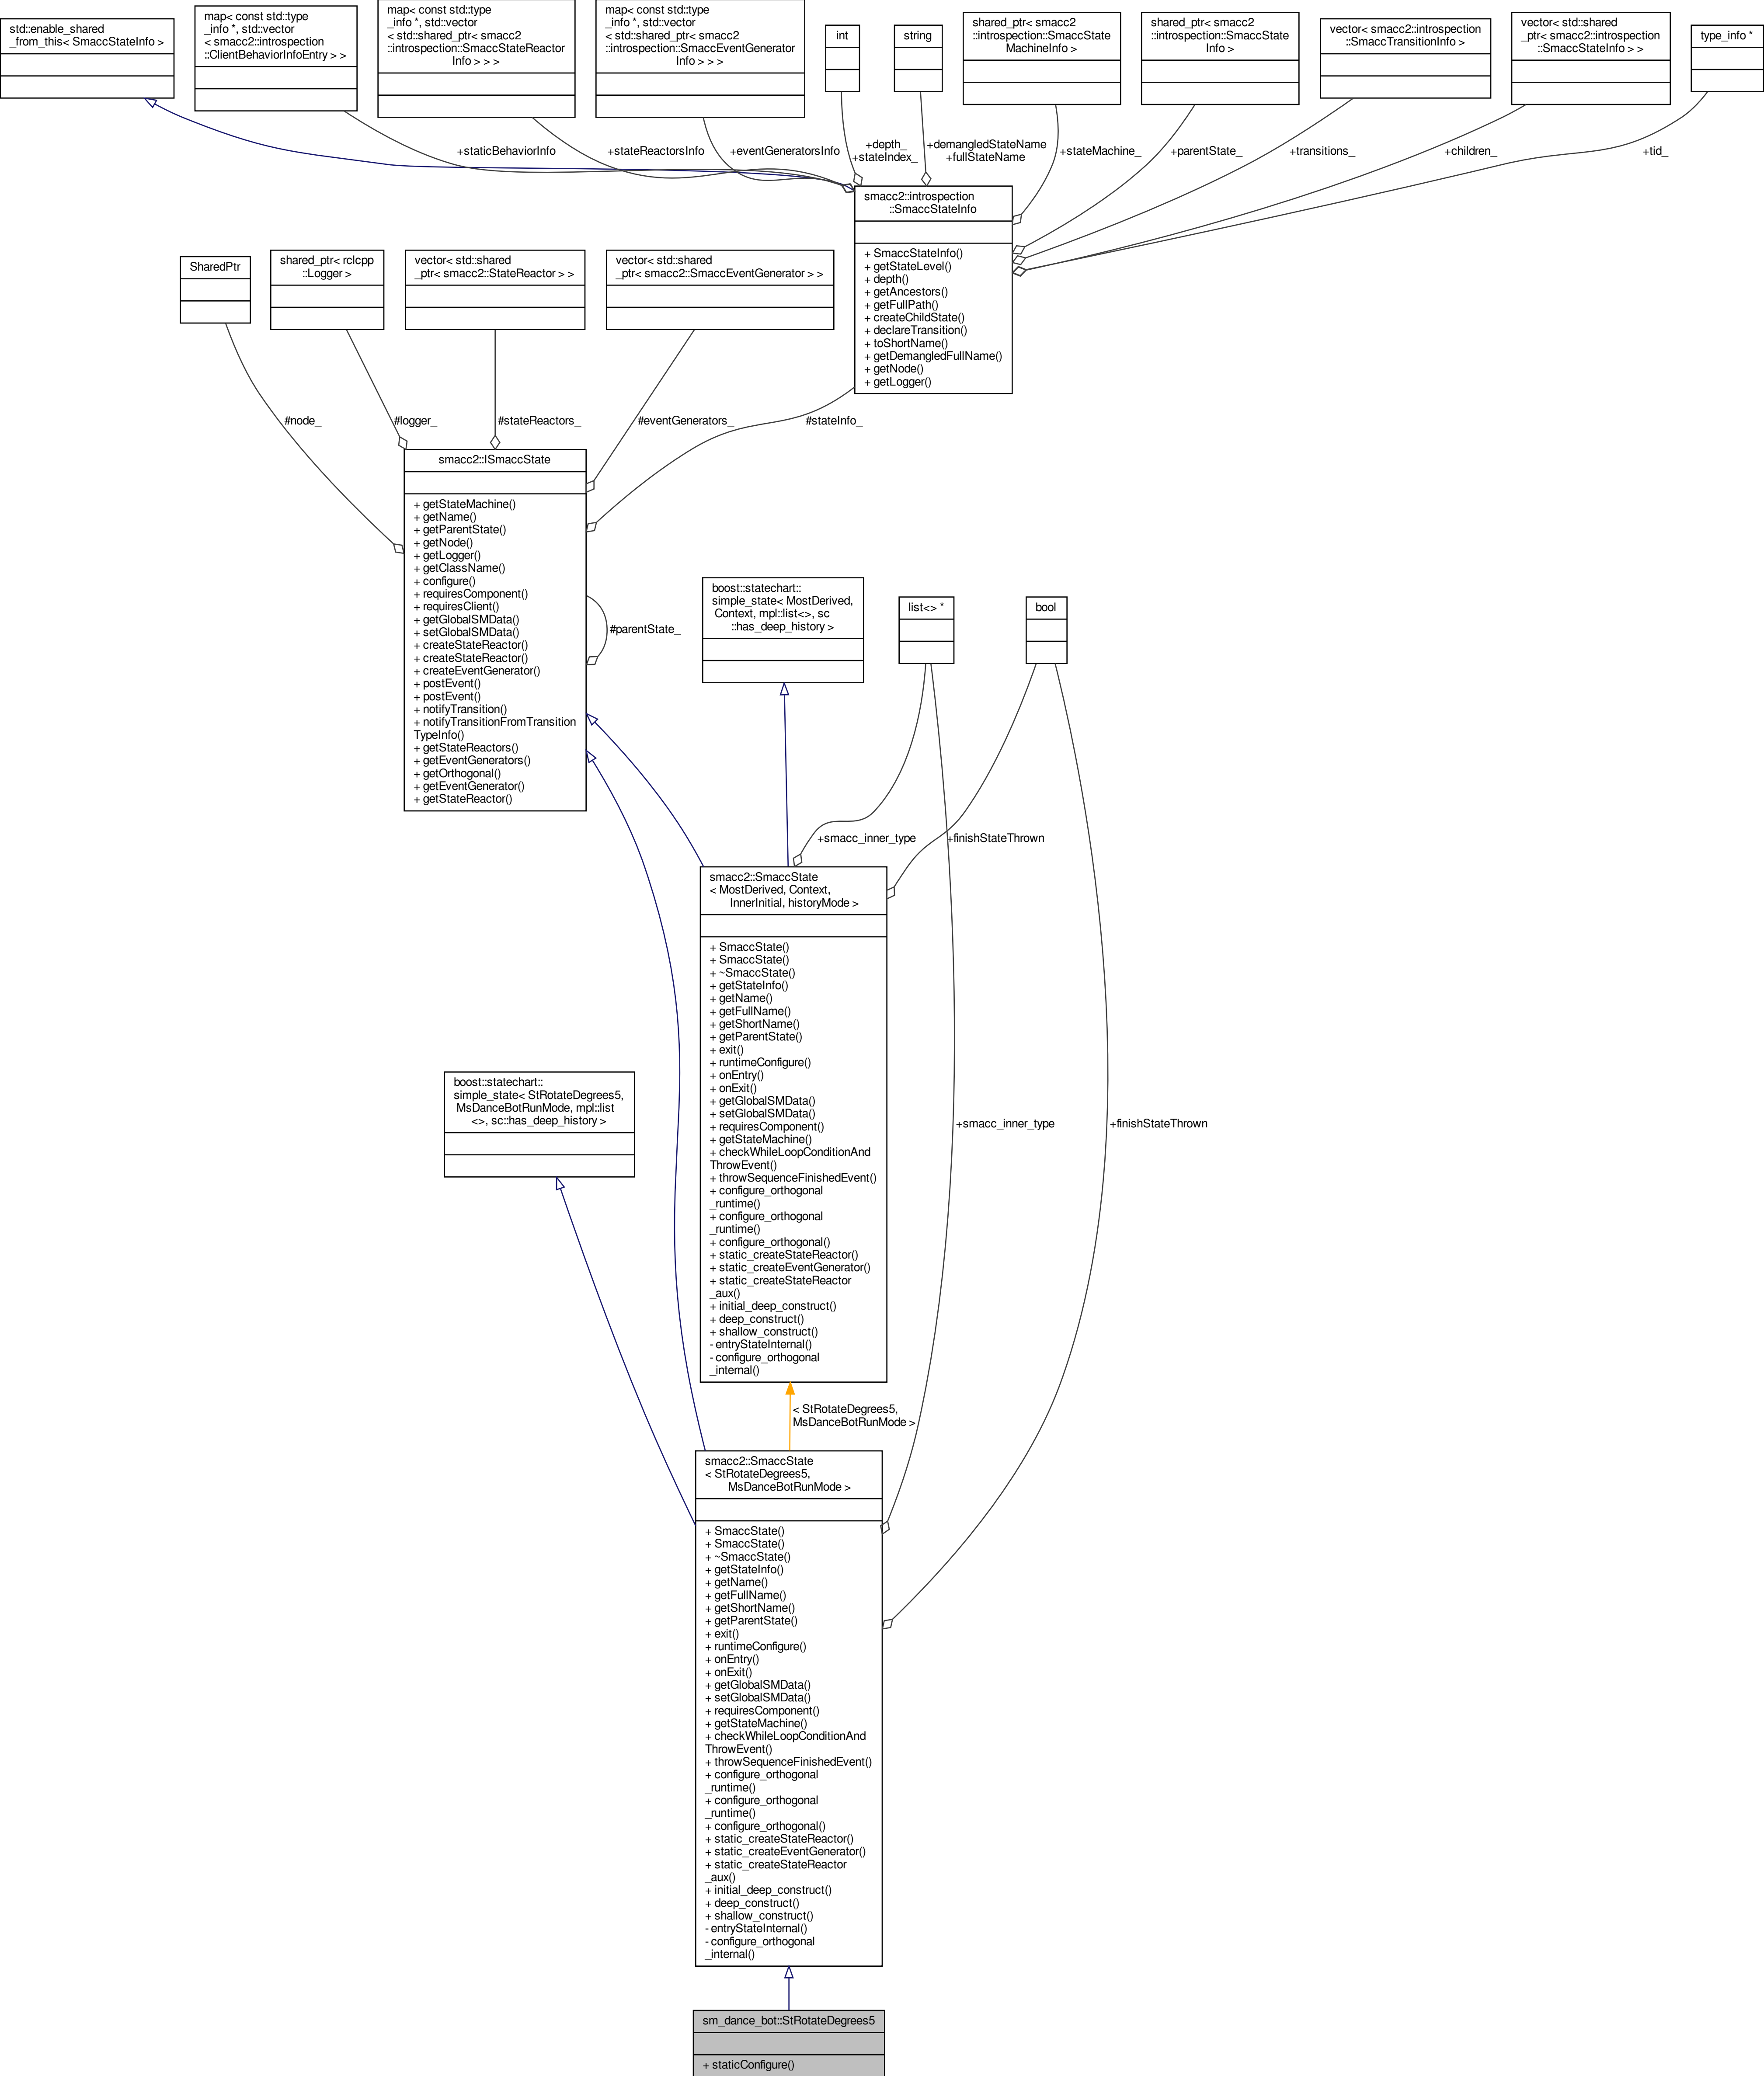 std::enable_shared
_from_this< SmaccStateInfo >
map< const std::type
_info *, std::vector
< smacc2::introspection
::ClientBehaviorInfoEntry > >
map< const std::type
_info *, std::vector
< std::shared_ptr< smacc2
::introspection::SmaccStateReactor
Info > > >
map< const std::type
_info *, std::vector
< std::shared_ptr< smacc2
::introspection::SmaccEventGenerator
Info > > >
int
string
shared_ptr< smacc2
::introspection::SmaccState
MachineInfo >
shared_ptr< smacc2
::introspection::SmaccState
Info >
vector< smacc2::introspection
::SmaccTransitionInfo >
vector< std::shared
_ptr< smacc2::introspection
::SmaccStateInfo > >
type_info *
+staticBehaviorInfo
+stateReactorsInfo
+eventGeneratorsInfo
+depth_
+stateIndex_
+demangledStateName
+fullStateName
+stateMachine_
+parentState_
+transitions_
+children_
+tid_
smacc2::introspection
::SmaccStateInfo
+ SmaccStateInfo()
+ getStateLevel()
+ depth()
+ getAncestors()
+ getFullPath()
+ createChildState()
+ declareTransition()
+ toShortName()
+ getDemangledFullName()
+ getNode()
+ getLogger()
SharedPtr
shared_ptr< rclcpp
::Logger >
vector< std::shared
_ptr< smacc2::StateReactor > >
vector< std::shared
_ptr< smacc2::SmaccEventGenerator > >
#node_
#logger_
#stateReactors_
#eventGenerators_
#stateInfo_
smacc2::ISmaccState
+ getStateMachine()
+ getName()
+ getParentState()
+ getNode()
+ getLogger()
+ getClassName()
+ configure()
+ requiresComponent()
+ requiresClient()
+ getGlobalSMData()
+ setGlobalSMData()
+ createStateReactor()
+ createStateReactor()
+ createEventGenerator()
+ postEvent()
+ postEvent()
+ notifyTransition()
+ notifyTransitionFromTransition
TypeInfo()
+ getStateReactors()
+ getEventGenerators()
+ getOrthogonal()
+ getEventGenerator()
+ getStateReactor()
#parentState_
boost::statechart::
simple_state< MostDerived,
Context, mpl::list<>, sc
::has_deep_history >
list<> *
bool
+smacc_inner_type
+finishStateThrown
smacc2::SmaccState
< MostDerived, Context,
InnerInitial, historyMode >
+ SmaccState()
+ SmaccState()
+ ~SmaccState()
+ getStateInfo()
+ getName()
+ getFullName()
+ getShortName()
+ getParentState()
+ exit()
+ runtimeConfigure()
+ onEntry()
+ onExit()
+ getGlobalSMData()
+ setGlobalSMData()
+ requiresComponent()
+ getStateMachine()
+ checkWhileLoopConditionAnd
ThrowEvent()
+ throwSequenceFinishedEvent()
+ configure_orthogonal
_runtime()
+ configure_orthogonal
_runtime()
+ configure_orthogonal()
+ static_createStateReactor()
+ static_createEventGenerator()
+ static_createStateReactor
_aux()
+ initial_deep_construct()
+ deep_construct()
+ shallow_construct()
- entryStateInternal()
- configure_orthogonal
_internal()
boost::statechart::
simple_state< StRotateDegrees5,
MsDanceBotRunMode, mpl::list
<>, sc::has_deep_history >
+smacc_inner_type
+finishStateThrown
< StRotateDegrees5,
MsDanceBotRunMode >
smacc2::SmaccState
< StRotateDegrees5,
MsDanceBotRunMode >
+ SmaccState()
+ SmaccState()
+ ~SmaccState()
+ getStateInfo()
+ getName()
+ getFullName()
+ getShortName()
+ getParentState()
+ exit()
+ runtimeConfigure()
+ onEntry()
+ onExit()
+ getGlobalSMData()
+ setGlobalSMData()
+ requiresComponent()
+ getStateMachine()
+ checkWhileLoopConditionAnd
ThrowEvent()
+ throwSequenceFinishedEvent()
+ configure_orthogonal
_runtime()
+ configure_orthogonal
_runtime()
+ configure_orthogonal()
+ static_createStateReactor()
+ static_createEventGenerator()
+ static_createStateReactor
_aux()
+ initial_deep_construct()
+ deep_construct()
+ shallow_construct()
- entryStateInternal()
- configure_orthogonal
_internal()
sm_dance_bot::StRotateDegrees5
+ staticConfigure()